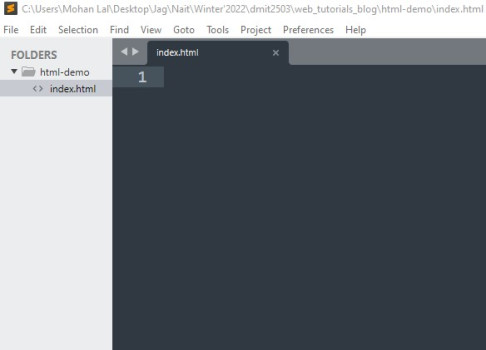 C:\Users\Mohan Lal\Desktop\Jag\Nait\Winter'2022\dmit2503\web_tutorials_blog\html-demo\index.html
File Edit Selection Find View Goto Tools Project Preferences Help
FOLDERS
html-demo
<> index.html
index.html ×
1